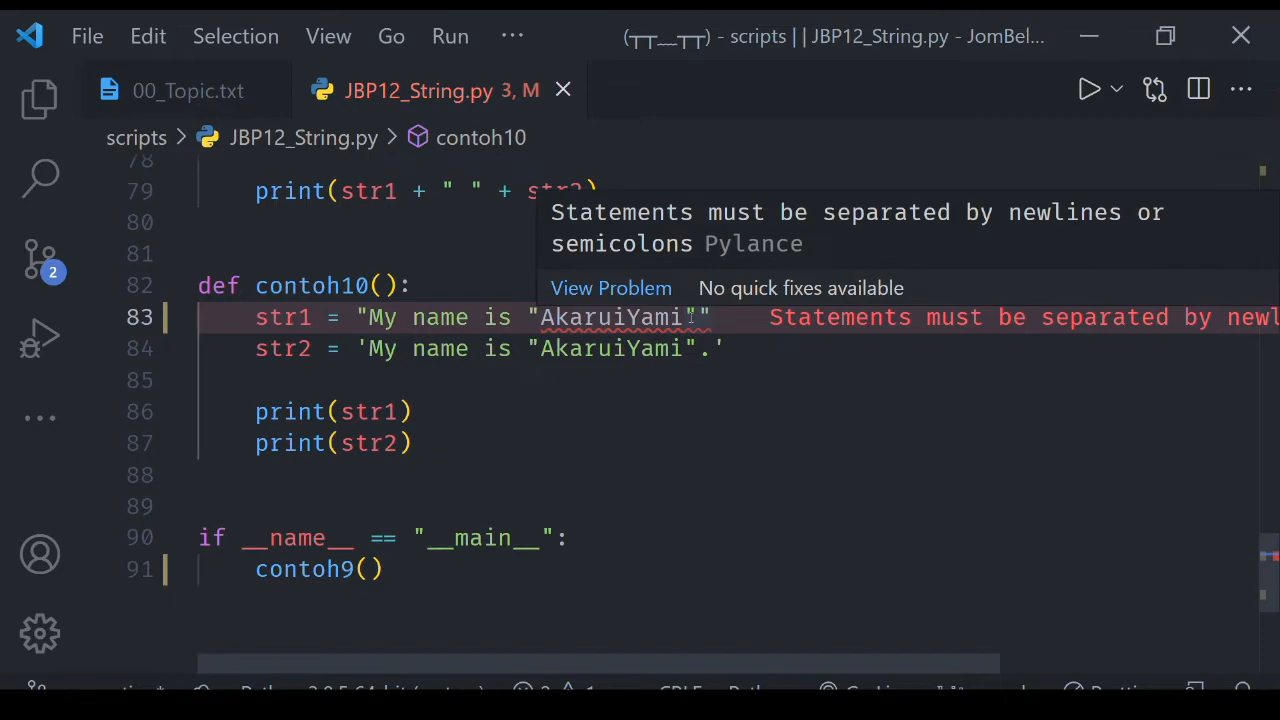 File Edit Selection View Go Run ··· (┬┬﹏┬┬) - scripts | | JBP12_String.py - JomBel...
00_Topic.txt JBP12_String.py 3, M
scripts > JBP12_String.py > contoh10
78
79 print(str1 + " " + str2)
80
Statements must be separated by newlines or
semicolons Pylance
81
82 def contoh10():
View Problem No quick fixes available
83 str1 = "My name is "AkaruiYami"" Statements must be separated by newl
84 str2 = 'My name is "AkaruiYami".'
85
86 print(str1)
87 print(str2)
88
89
90 if __name__ == "__main__":
91 contoh9()
2